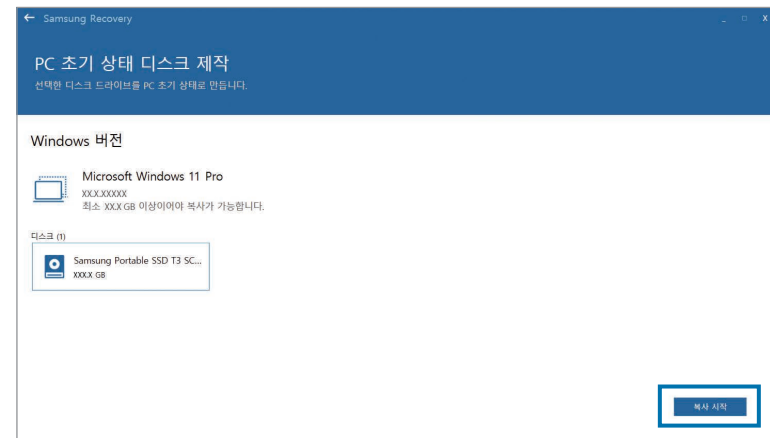 ← Samsung Recovery
PC 초기 상태 디스크 제작
선택한 디스크 드라이브를 PC 초기 상태로 만듭니다.
Windows 버전
Microsoft Windows 11 Pro
XX.X.XXXXX
최소 XX.X GB 이상이어야 복사가 가능합니다.
디스크 (1)
Samsung Portable SSD T3 SC...
XXX.X GB
복사 시작